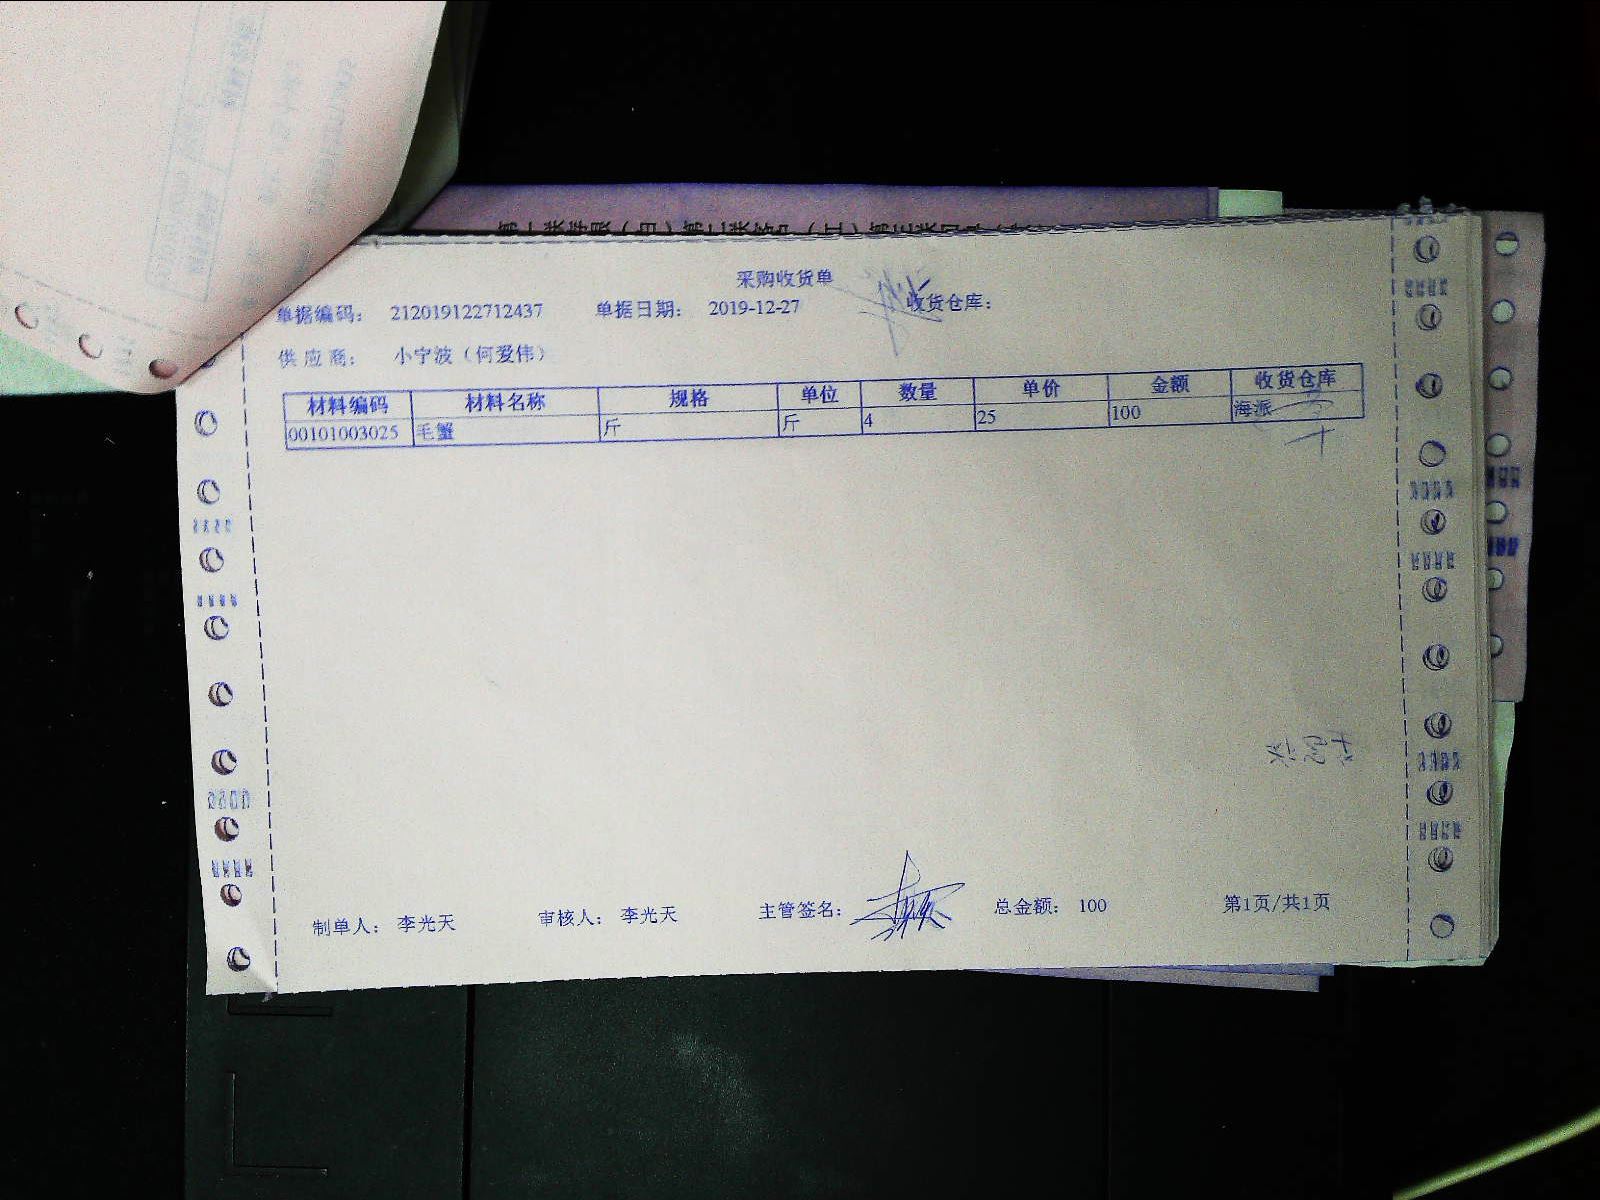 采购收货单
单据编码： 212019122712437 单据日期： 2019-12-27 收货仓库：
供应商： 小宁波（何爱伟）
材料编码 材料名称 规格 单位 数量 单价 金额 收货仓库
00101003025 毛蟹 斤 斤 4 25 100 海派
制单人： 李光天 审核人： 李光天 主管签名： 总金额： 100 第1页/共1页